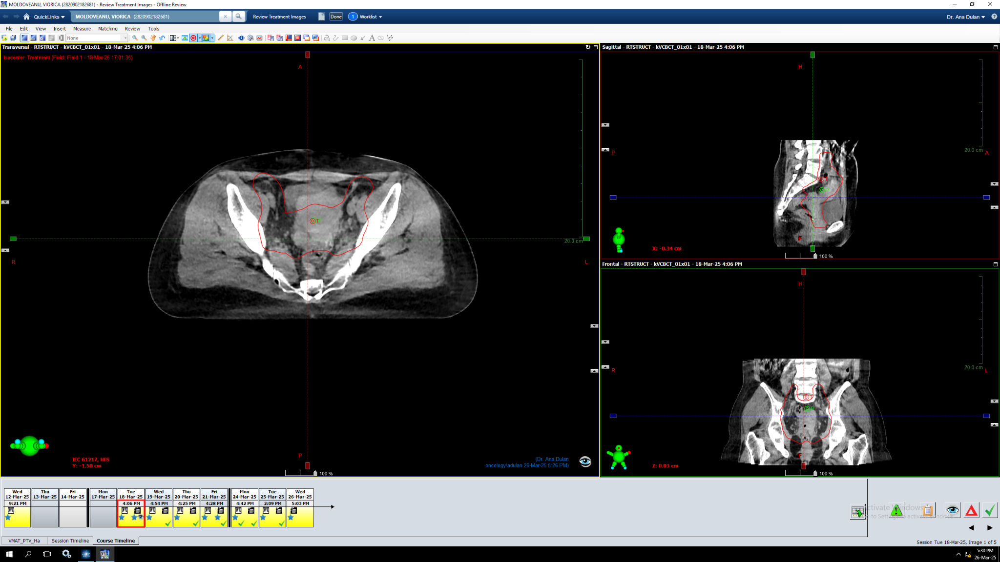 MOLDOVEANU, VIORICA (2820902182681) - Review Treatment Images - Offline Review
QuickLinks MOLDOVEANU, VIORICA (2820902182681) Review Treatment Images Done 1 Worklist Dr. Ana Dulan
File Edit View Insert Measure Matching Review Tools
None
Transversal - RTSTRUCT - kVCBCT_01x01 - 18-Mar-25 4:06 PM
Isocenter: Treatment (Field: Field 1 - 18-Mar-25 17:01:35)
A
20.0 cm
R
L
T
P
IEC 61217, HFS
Y: -1.50 cm
(Dr. Ana Dulan
oncology\adulan 26-Mar-25 5:26 PM)
100 %
Sagittal - RTSTRUCT - kVCBCT_01x01 - 18-Mar-25 4:06 PM
H
20.0 cm
P
A
F
X: -0.34 cm
100 %
Frontal - RTSTRUCT - kVCBCT_01x01 - 18-Mar-25 4:06 PM
H
20.0 cm
R
L
F
Z: 0.03 cm
100 %
Wed Thu Fri Mon Tue Wed Thu Fri Mon Tue Wed
12-Mar-25 13-Mar-25 14-Mar-25 17-Mar-25 18-Mar-25 19-Mar-25 20-Mar-25 21-Mar-25 24-Mar-25 25-Mar-25 26-Mar-25
9:21 PM 4:06 PM 4:54 PM 4:25 PM 4:28 PM 4:42 PM 2:09 PM 5:03 PM
Activate Windows
Go to Settings to activate Windows.
VMAT_PTV_Ha Session Timeline Course Timeline
Session Tue 18-Mar-25, Image 1 of 5
5:30 PM
26-Mar-25